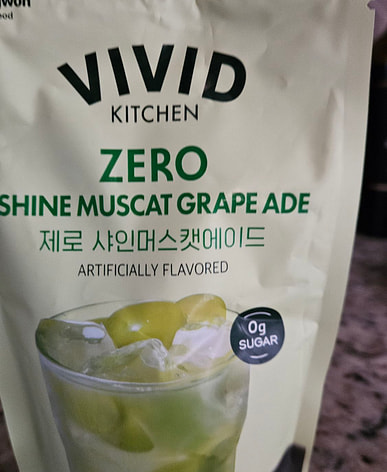 VIVID
KITCHEN
ZERO
SHINE MUSCAT GRAPE ADE
제로 샤인머스캣에이드
ARTIFICIALLY FLAVORED
0g
SUGAR